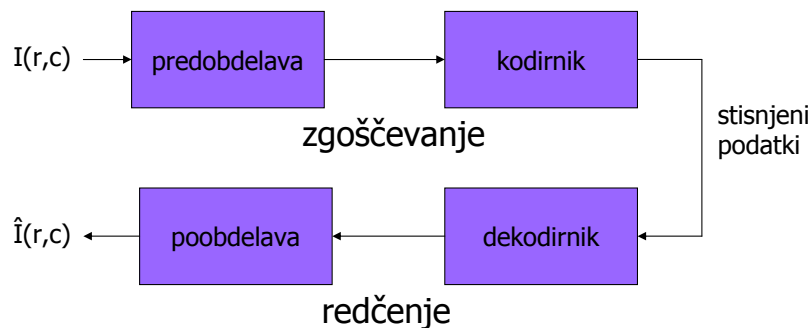 I(r,c)
predobdelava
kodirnik
zgoščevanje
stisnjeni
podatki
Î(r,c)
poobdelava
dekodirnik
redčenje